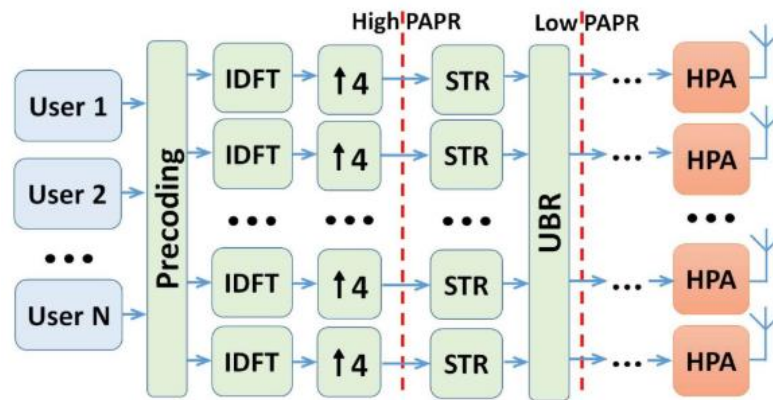 High PAPR
Low PAPR
User 1
User 2
...
User N
Precoding
IDFT ↑4 STR
IDFT ↑4 STR
... ... ...
IDFT ↑4 STR
IDFT ↑4 STR
UBR
... HPA
... HPA
...
... HPA
... HPA